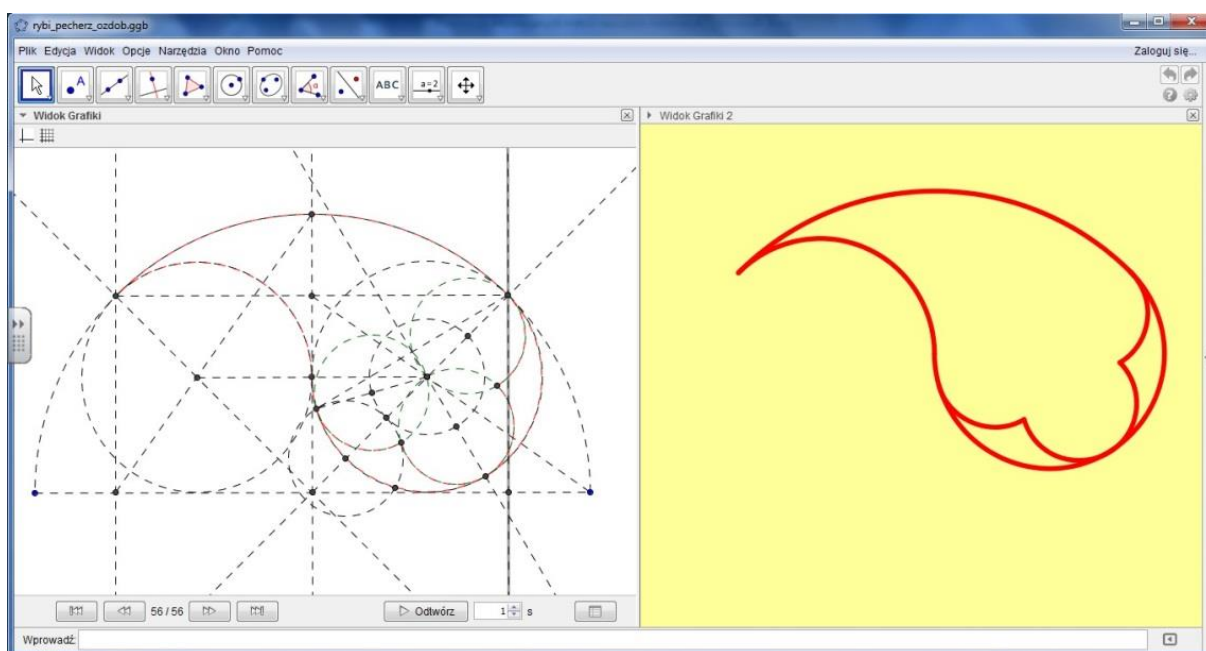 rybi_pecherz_ozdob.ggb
Plik Edycja Widok Opcje Narzędzia Okno Pomoc
Zaloguj się...
A
α
ABC
a=2
Widok Grafiki
Widok Grafiki 2
56 / 56
Odtwórz
1
s
Wprowadź: